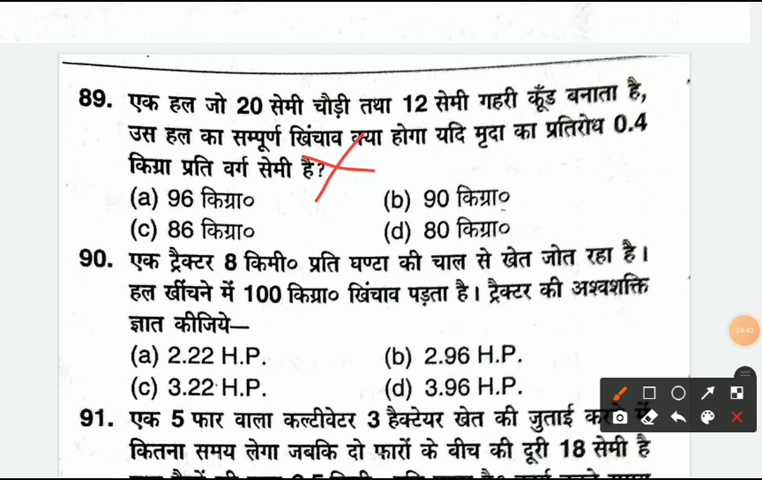 89. एक हल जो 20 सेमी चौड़ी तथा 12 सेमी गहरी कूँड बनाता है,
उस हल का सम्पूर्ण खिंचाव क्या होगा यदि मृदा का प्रतिरोध 0.4
किग्रा प्रति वर्ग सेमी है?
(a) 96 किग्रा० (b) 90 किग्रा०
(c) 86 किग्रा० (d) 80 किग्रा०
90. एक ट्रैक्टर 8 किमी० प्रति घण्टा की चाल से खेत जोत रहा है।
हल खींचने में 100 किग्रा० खिंचाव पड़ता है। ट्रैक्टर की अश्वशक्ति
ज्ञात कीजिये—
(a) 2.22 H.P. (b) 2.96 H.P.
(c) 3.22 H.P. (d) 3.96 H.P.
91. एक 5 फार वाला कल्टीवेटर 3 हैक्टेयर खेत की जुताई करने में
कितना समय लेगा जबकि दो फारों के बीच की दूरी 18 सेमी है
24:43